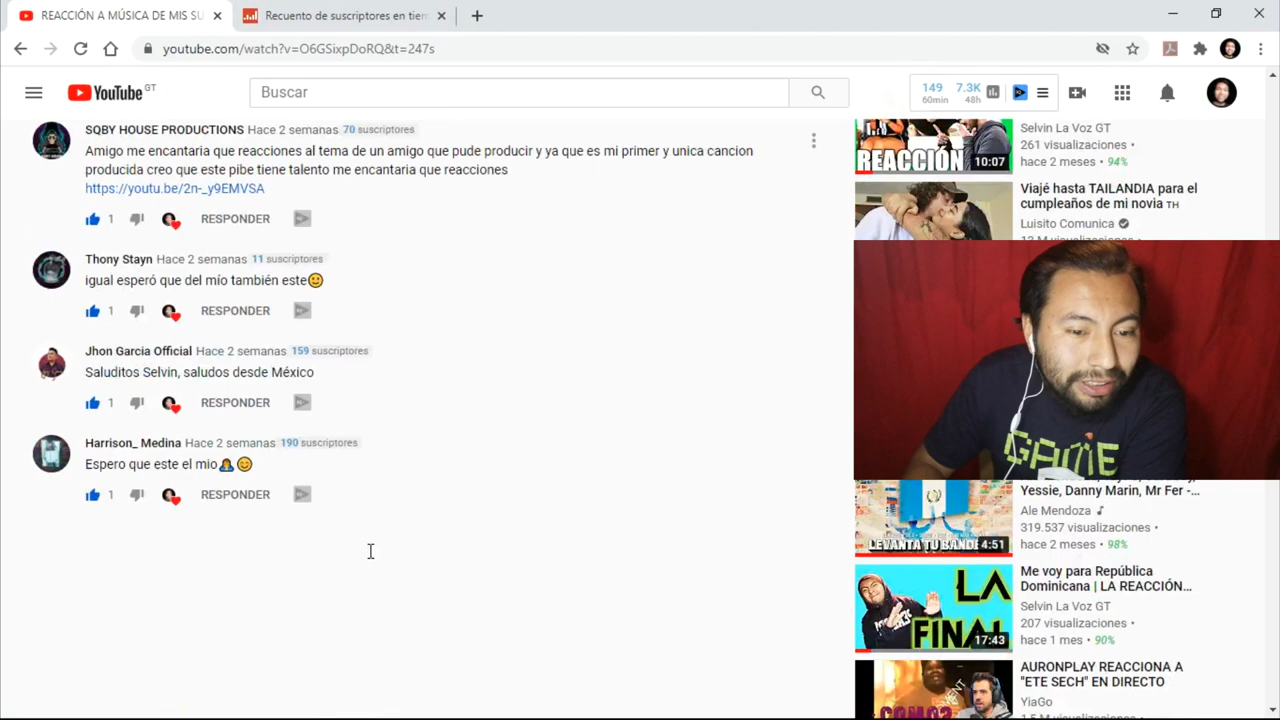 REACCIÓN A MÚSICA DE MIS SU
Recuento de suscriptores en tiem
youtube.com/watch?v=O6GSixpDoRQ&t=247s
YouTube GT
Buscar
149
60min
7.3K
48h
SQBY HOUSE PRODUCTIONS Hace 2 semanas 70 suscriptores
Amigo me encantaria que reacciones al tema de un amigo que pude producir y ya que es mi primer y unica cancion
producida creo que este pibe tiene talento me encantaria que reacciones
https://youtu.be/2n-_y9EMVSA
1 RESPONDER
Thony Stayn Hace 2 semanas 11 suscriptores
igual esperó que del mío también este
1 RESPONDER
Jhon Garcia Official Hace 2 semanas 159 suscriptores
Saluditos Selvin, saludos desde México
1 RESPONDER
Harrison_ Medina Hace 2 semanas 190 suscriptores
Espero que este el mio
1 RESPONDER
REACCIÓN
10:07
Selvin La Voz GT
261 visualizaciones •
hace 2 meses • 94%
Viajé hasta TAILANDIA para el
cumpleaños de mi novia TH
Luisito Comunica
GAME
Yessie, Danny Marin, Mr Fer -...
Ale Mendoza
319.537 visualizaciones •
hace 2 meses • 98%
LEVANTA TU BANDE
4:51
Me voy para República
Dominicana | LA REACCIÓN...
Selvin La Voz GT
207 visualizaciones •
hace 1 mes • 90%
LA
FINAL
17:43
AURONPLAY REACCIONA A
"ETE SECH" EN DIRECTO
YiaGo